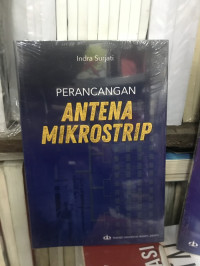 Indra Surjati
PERANCANGAN
ANTENA
MIKROSTRIP